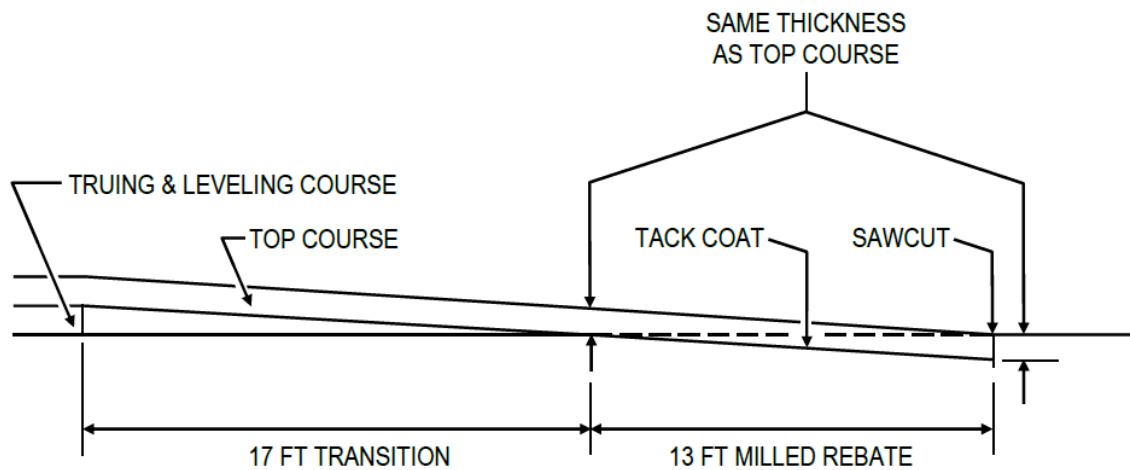 SAME THICKNESS
AS TOP COURSE
TRUING & LEVELING COURSE
TOP COURSE
TACK COAT
SAWCUT
17 FT TRANSITION
13 FT MILLED REBATE